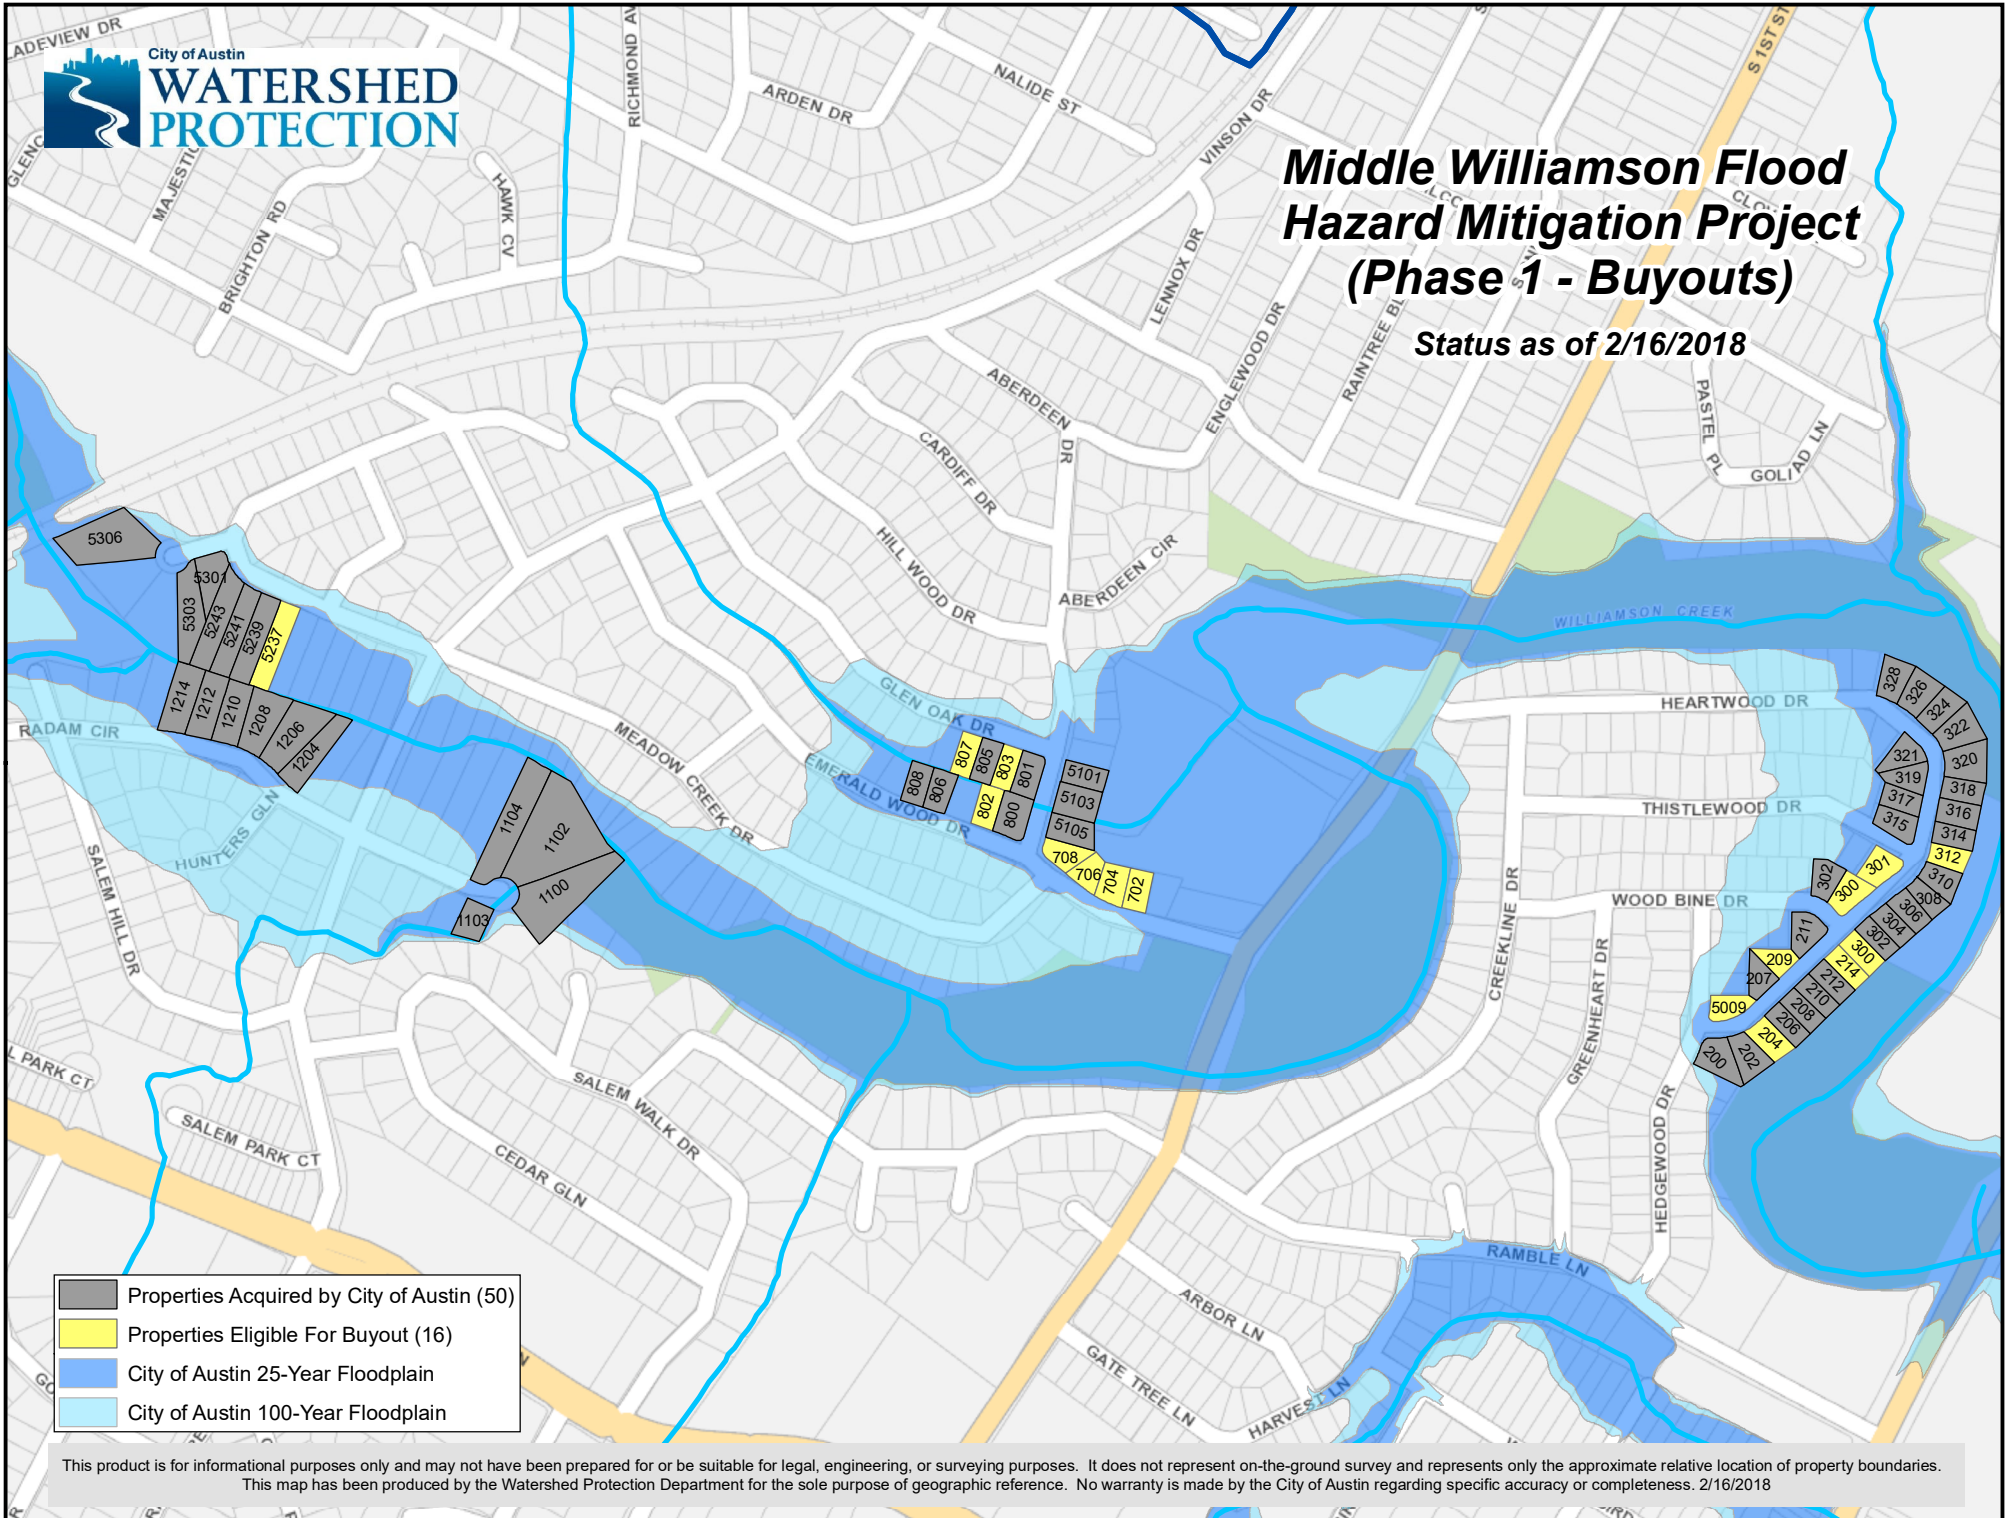 City of Austin
WATERSHED
PROTECTION
Middle Williamson Flood
Hazard Mitigation Project
(Phase 1 - Buyouts)
Status as of 2/16/2018
ADEVIEW DR
MAJESTIC
BRIGHTON RD
HAWK CV
RICHMOND AV
ARDEN DR
NALIDE ST
VINSON DR
S 1ST ST
LENNOX DR
ENGLEWOOD DR
RAINTREE BL
PASTEL PL
GOLIAD LN
ABERDEEN DR
CARDIFF DR
HILL WOOD DR
ABERDEEN CIR
WILLIAMSON CREEK
GLEN OAK DR
EMERALD WOOD DR
MEADOW CREEK DR
RADAM CIR
HUNTERS GLN
SALEM HILL DR
HEARTWOOD DR
THISTLEWOOD DR
WOOD BINE DR
CREEKLINE DR
GREENHEART DR
HEDGEWOOD DR
L PARK CT
SALEM PARK CT
SALEM WALK DR
CEDAR GLN
RAMBLE LN
ARBOR LN
GATE TREE LN
HARVEST LN
5306
5301
5303
5243
5241
5239
5237
1214
1212
1210
1208
1206
1204
1104
1102
1100
1103
807
805
803
801
808
806
802
800
5101
5103
5105
708
706
704
702
328
326
324
322
320
318
316
314
312
310
308
306
304
302
300
214
212
210
208
206
204
202
200
321
319
317
315
301
300
302
211
209
207
5009
Properties Acquired by City of Austin (50)
Properties Eligible For Buyout (16)
City of Austin 25-Year Floodplain
City of Austin 100-Year Floodplain
This product is for informational purposes only and may not have been prepared for or be suitable for legal, engineering, or surveying purposes. It does not represent on-the-ground survey and represents only the approximate relative location of property boundaries.
This map has been produced by the Watershed Protection Department for the sole purpose of geographic reference. No warranty is made by the City of Austin regarding specific accuracy or completeness. 2/16/2018